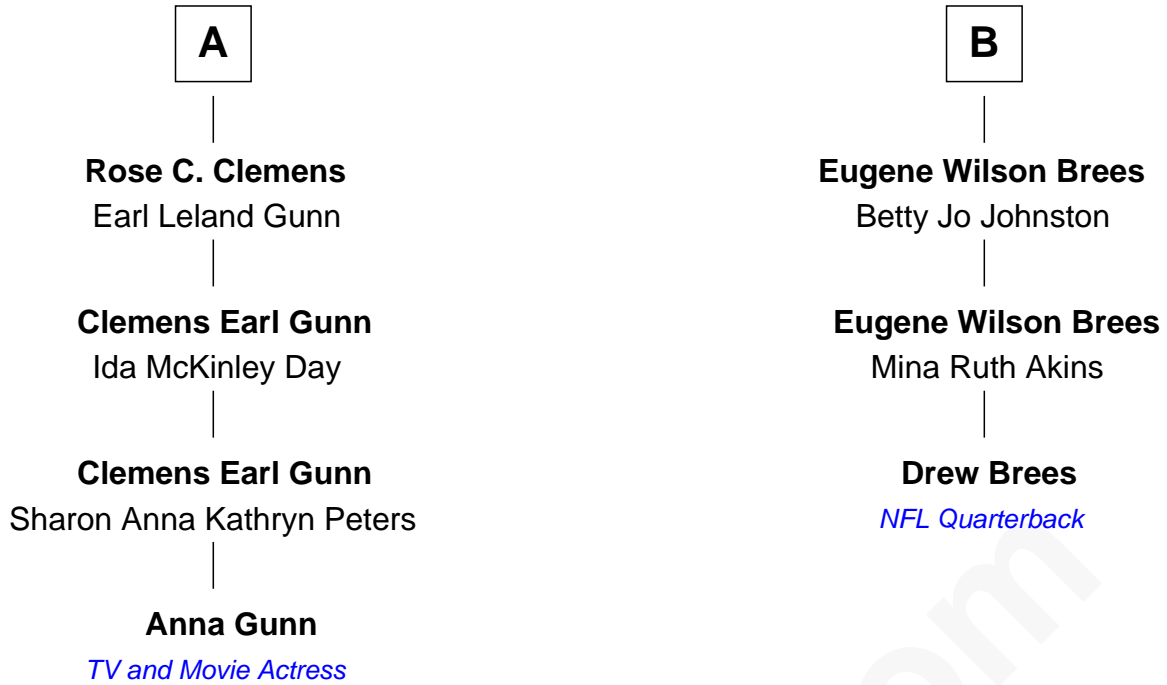 A
Rose C. Clemens
Earl Leland Gunn
Clemens Earl Gunn
Ida McKinley Day
Clemens Earl Gunn
Sharon Anna Kathryn Peters
Anna Gunn
TV and Movie Actress
B
Eugene Wilson Brees
Betty Jo Johnston
Eugene Wilson Brees
Mina Ruth Akins
Drew Brees
NFL Quarterback
om